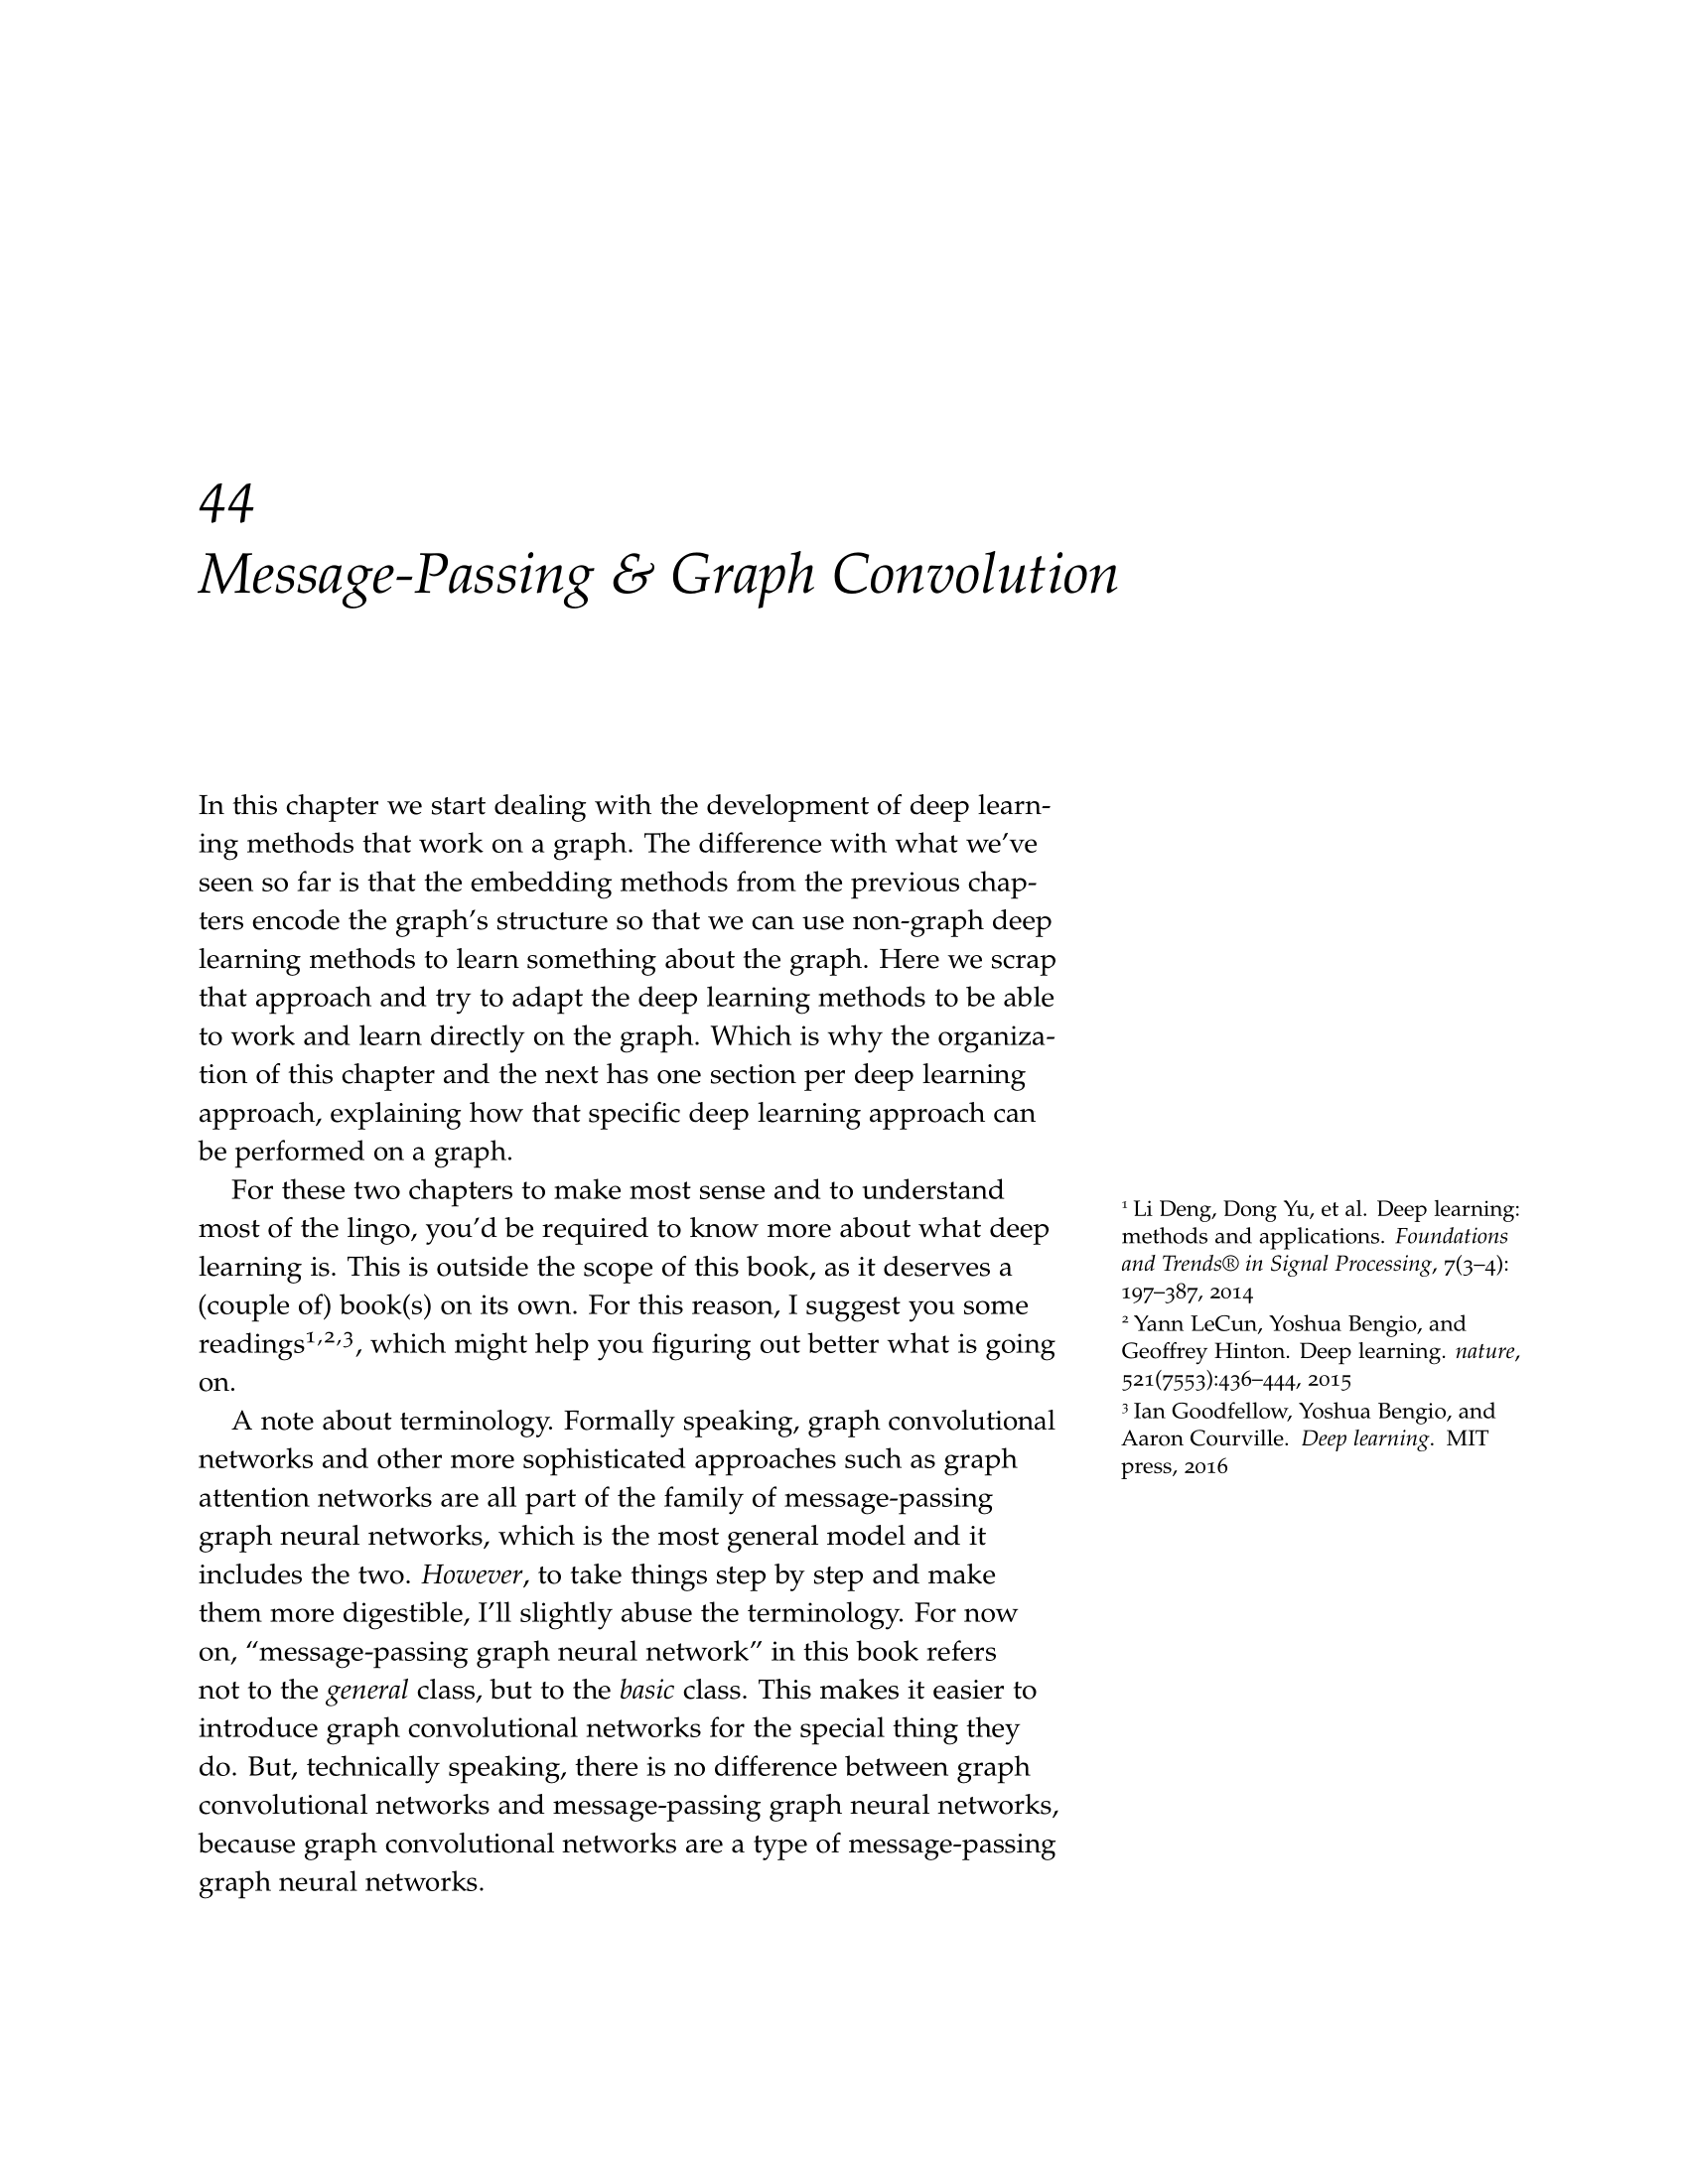 44
Message-Passing & Graph Convolution
In this chapter we start dealing with the development of deep learn-
ing methods that work on a graph. The difference with what we've
seen so far is that the embedding methods from the previous chap-
ters encode the graph's structure so that we can use non-graph deep
learning methods to learn something about the graph. Here we scrap
that approach and try to adapt the deep learning methods to be able
to work and learn directly on the graph. Which is why the organiza-
tion of this chapter and the next has one section per deep learning
approach, explaining how that specific deep learning approach can
be performed on a graph.
For these two chapters to make most sense and to understand
most of the lingo, you'd be required to know more about what deep
learning is. This is outside the scope of this book, as it deserves a
(couple of) book(s) on its own. For this reason, I suggest you some
readings¹,²,³, which might help you figuring out better what is going
on.
A note about terminology. Formally speaking, graph convolutional
networks and other more sophisticated approaches such as graph
attention networks are all part of the family of message-passing
graph neural networks, which is the most general model and it
includes the two. However, to take things step by step and make
them more digestible, I'll slightly abuse the terminology. For now
on, “message-passing graph neural network” in this book refers
not to the general class, but to the basic class. This makes it easier to
introduce graph convolutional networks for the special thing they
do. But, technically speaking, there is no difference between graph
convolutional networks and message-passing graph neural networks,
because graph convolutional networks are a type of message-passing
graph neural networks.
¹ Li Deng, Dong Yu, et al. Deep learning:
methods and applications. Foundations
and Trends® in Signal Processing, 7(3–4):
197–387, 2014
² Yann LeCun, Yoshua Bengio, and
Geoffrey Hinton. Deep learning. nature,
521(7553):436–444, 2015
³ Ian Goodfellow, Yoshua Bengio, and
Aaron Courville. Deep learning. MIT
press, 2016